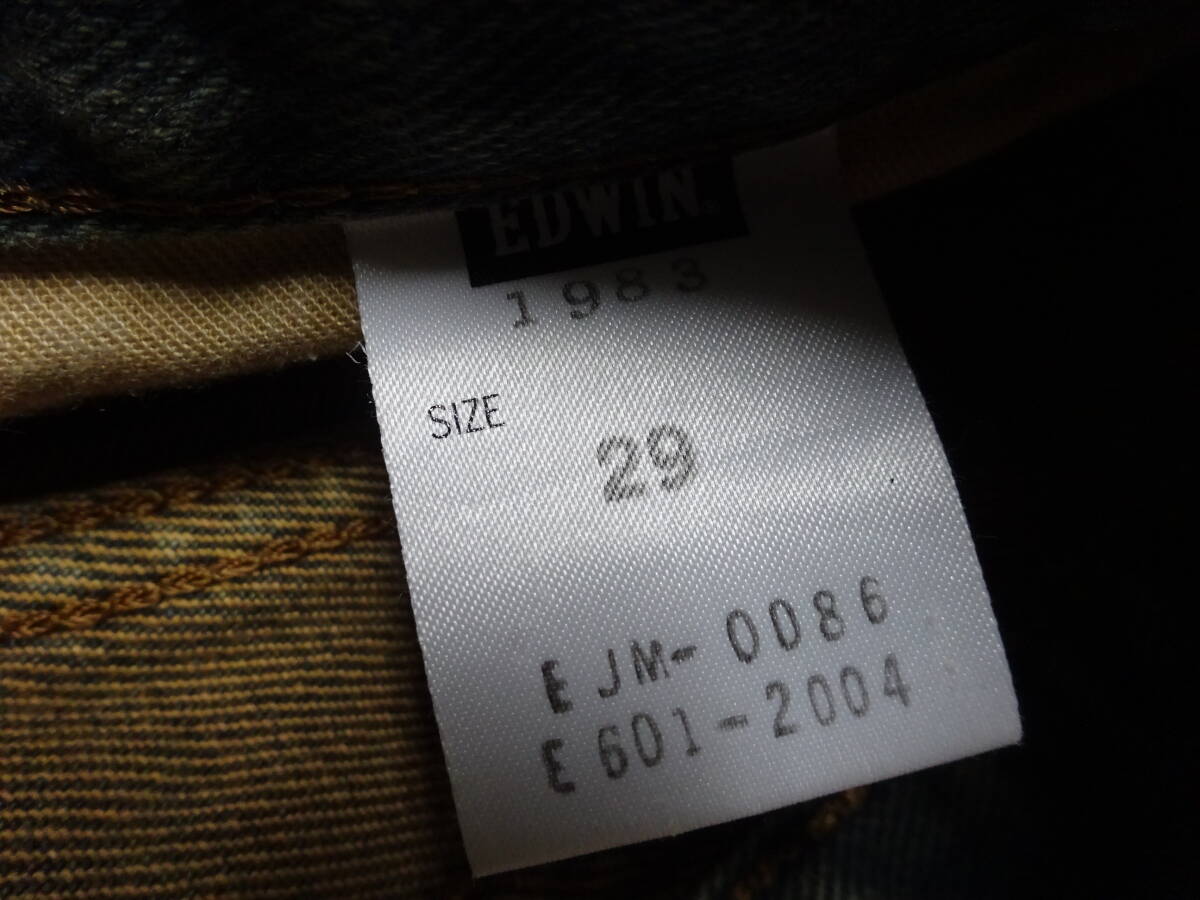 EDWIN.
1983
SIZE
29
EJM-0086
E601-2004